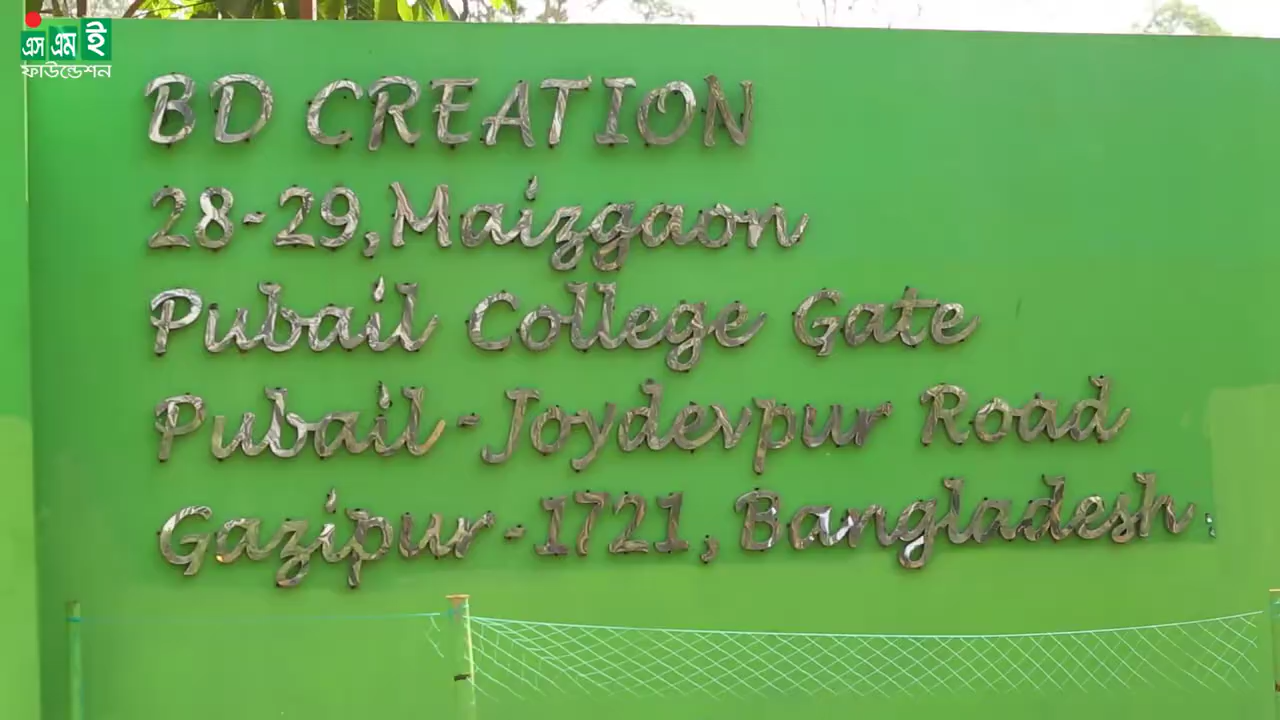 এস এম ই
ফাউন্ডেশন
BD CREATION
28-29,Maizgaon
Pubail College Gate
Pubail-Joydevpur Road
Gazipur-1721, Bangladesh.